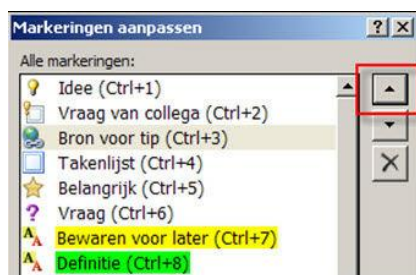 Markeringen aanpassen
Alle markeringen:
Idee (Ctrl+1)
Vraag van collega (Ctrl+2)
Bron voor tip (Ctrl+3)
Takenlijst (Ctrl+4)
Belangrijk (Ctrl+5)
Vraag (Ctrl+6)
Bewaren voor later (Ctrl+7)
Definitie (Ctrl+8)